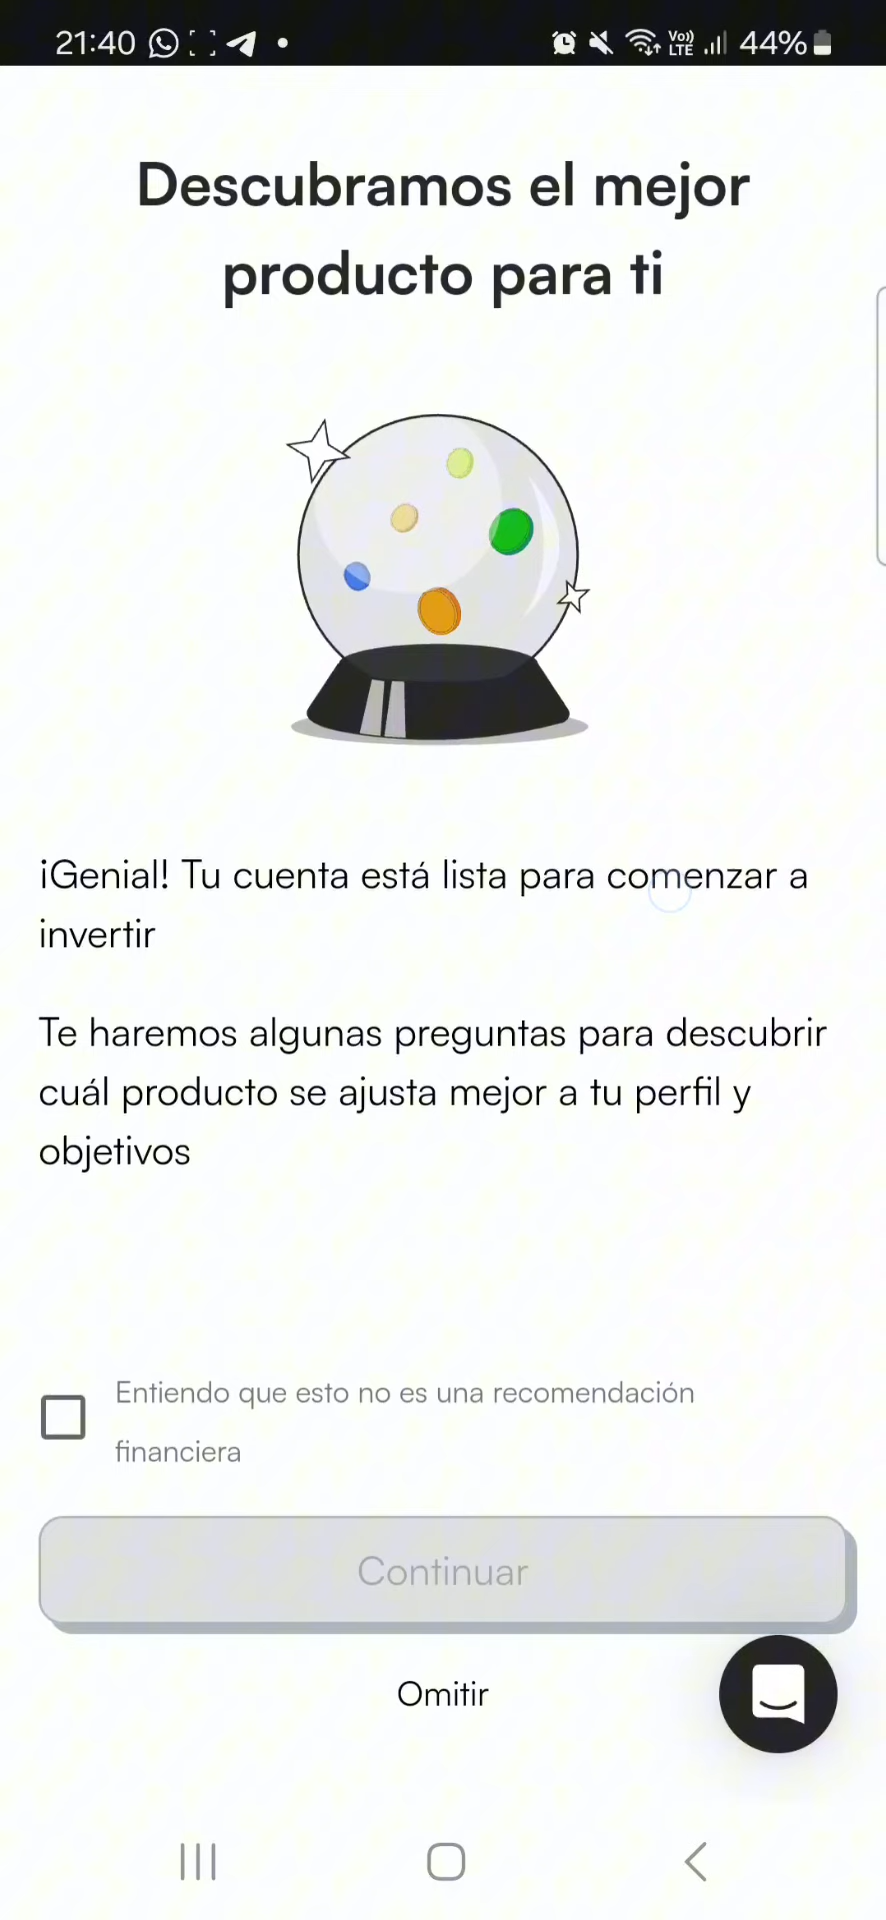 21:40
Vo))
LTE
44%
Descubramos el mejor
producto para ti
¡Genial! Tu cuenta está lista para comenzar a
invertir
Te haremos algunas preguntas para descubrir
cuál producto se ajusta mejor a tu perfil y
objetivos
Entiendo que esto no es una recomendación
financiera
Continuar
Omitir